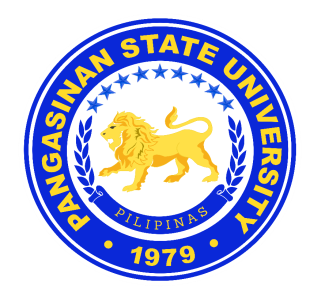 PANGASINAN STATE UNIVERSITY
PILIPINAS
• 1979 •